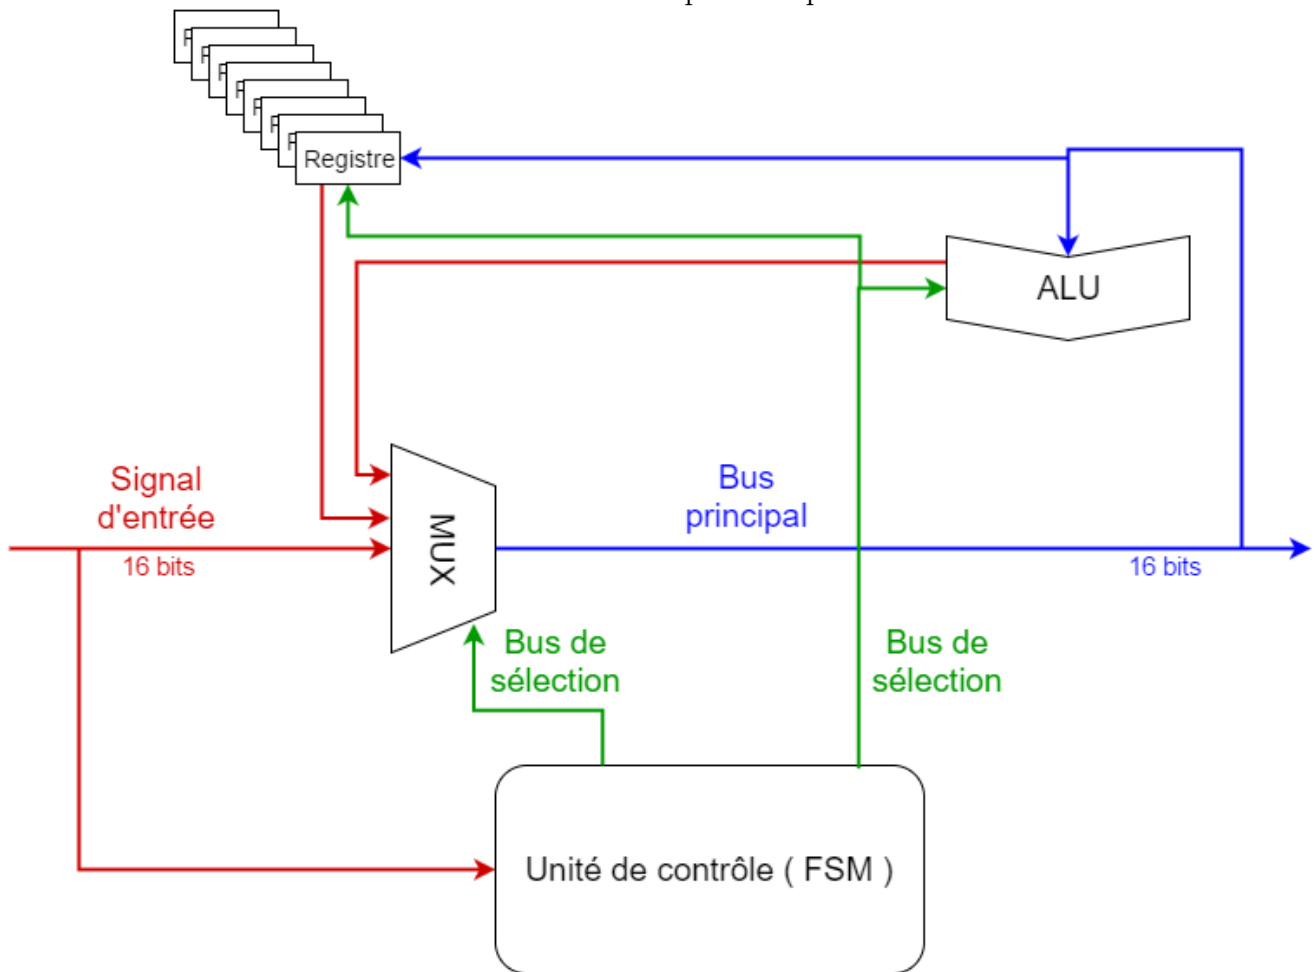 Registre
ALU
Signal
d'entrée
16 bits
MUX
Bus
principal
16 bits
Bus de
sélection
Bus de
sélection
Unité de contrôle ( FSM )